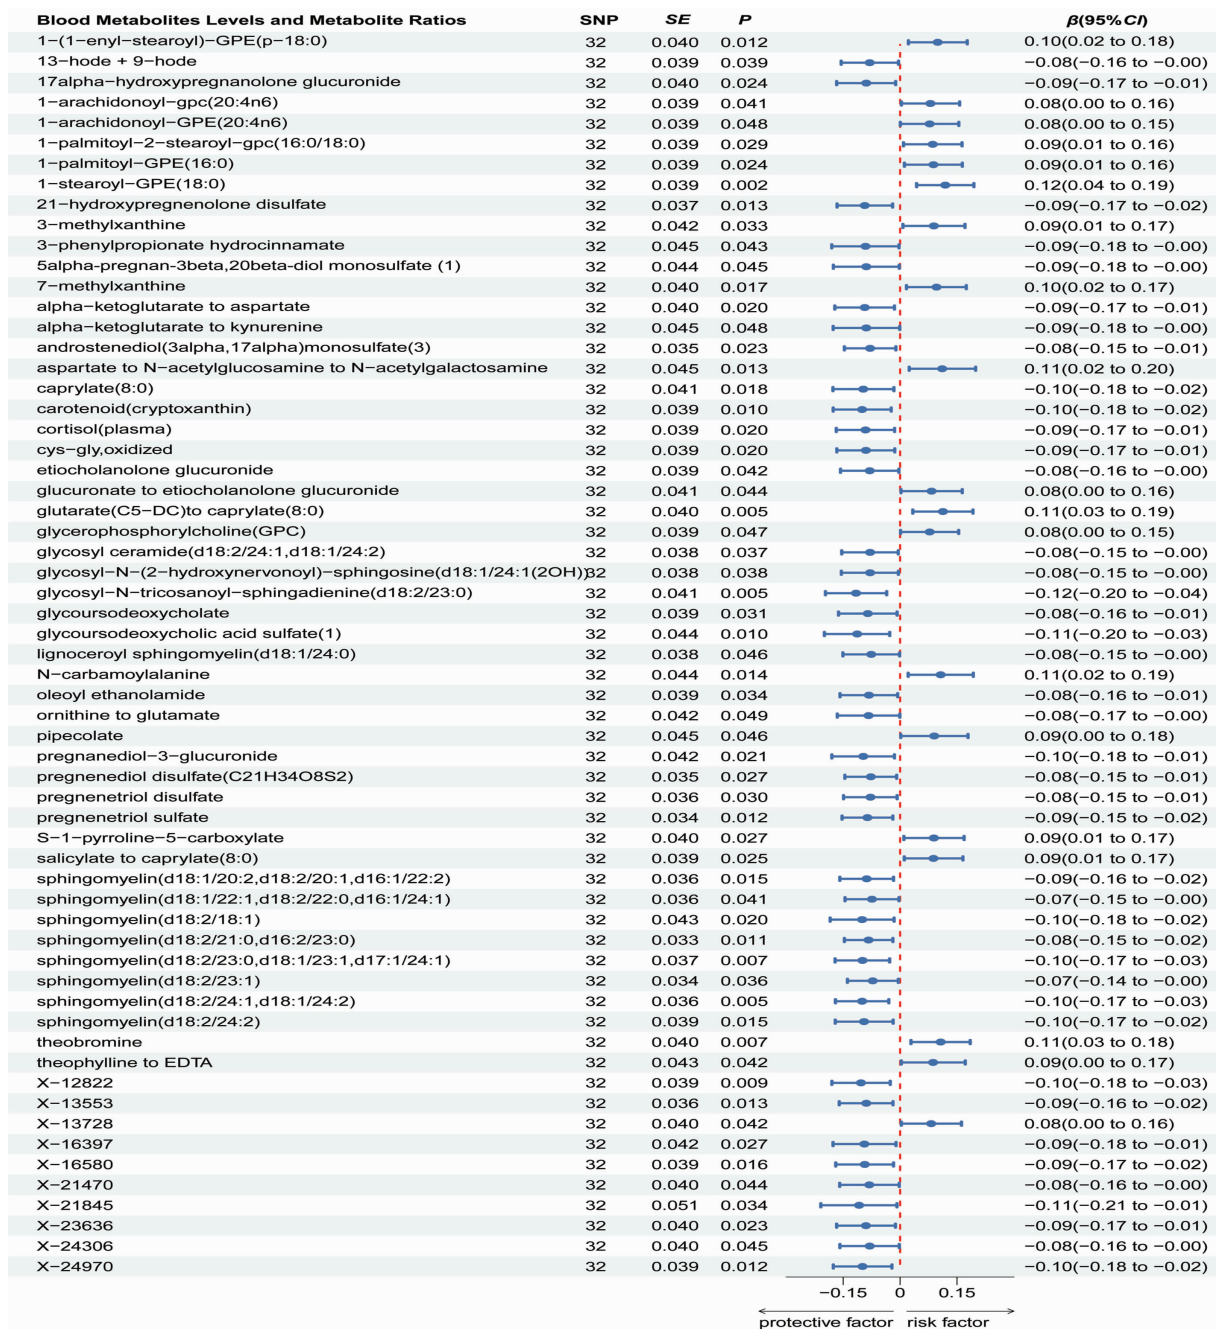 Blood Metabolites Levels and Metabolite Ratios SNP SE P β(95%CI)
1−(1−enyl−stearoyl)−GPE(p−18:0) 32 0.040 0.012 0.10(0.02 to 0.18)
13−hode + 9−hode 32 0.039 0.039 −0.08(−0.16 to −0.00)
17alpha−hydroxypregnanolone glucuronide 32 0.040 0.024 −0.09(−0.17 to −0.01)
1−arachidonoyl−gpc(20:4n6) 32 0.039 0.041 0.08(0.00 to 0.16)
1−arachidonoyl−GPE(20:4n6) 32 0.039 0.048 0.08(0.00 to 0.15)
1−palmitoyl−2−stearoyl−gpc(16:0/18:0) 32 0.039 0.029 0.09(0.01 to 0.16)
1−palmitoyl−GPE(16:0) 32 0.039 0.024 0.09(0.01 to 0.16)
1−stearoyl−GPE(18:0) 32 0.039 0.002 0.12(0.04 to 0.19)
21−hydroxypregnenolone disulfate 32 0.037 0.013 −0.09(−0.17 to −0.02)
3−methylxanthine 32 0.042 0.033 0.09(0.01 to 0.17)
3−phenylpropionate hydrocinnamate 32 0.045 0.043 −0.09(−0.18 to −0.00)
5alpha-pregnan-3beta,20beta-diol monosulfate (1) 32 0.044 0.045 −0.09(−0.18 to −0.00)
7−methylxanthine 32 0.040 0.017 0.10(0.02 to 0.17)
alpha−ketoglutarate to aspartate 32 0.040 0.020 −0.09(−0.17 to −0.01)
alpha−ketoglutarate to kynurenine 32 0.045 0.048 −0.09(−0.18 to −0.00)
androstenediol(3alpha,17alpha)monosulfate(3) 32 0.035 0.023 −0.08(−0.15 to −0.01)
aspartate to N−acetylglucosamine to N−acetylgalactosamine 32 0.045 0.013 0.11(0.02 to 0.20)
caprylate(8:0) 32 0.041 0.018 −0.10(−0.18 to −0.02)
carotenoid(cryptoxanthin) 32 0.039 0.010 −0.10(−0.18 to −0.02)
cortisol(plasma) 32 0.039 0.020 −0.09(−0.17 to −0.01)
cys−gly,oxidized 32 0.039 0.020 −0.09(−0.17 to −0.01)
etiocholanolone glucuronide 32 0.039 0.042 −0.08(−0.16 to −0.00)
glucuronate to etiocholanolone glucuronide 32 0.041 0.044 0.08(0.00 to 0.16)
glutarate(C5−DC)to caprylate(8:0) 32 0.040 0.005 0.11(0.03 to 0.19)
glycerophosphorylcholine(GPC) 32 0.039 0.047 0.08(0.00 to 0.15)
glycosyl ceramide(d18:2/24:1,d18:1/24:2) 32 0.038 0.037 −0.08(−0.15 to −0.00)
glycosyl−N−(2−hydroxynervonoyl)−sphingosine(d18:1/24:1(2OH)) 32 0.038 0.038 −0.08(−0.15 to −0.00)
glycosyl−N−tricosanoyl−sphingadienine(d18:2/23:0) 32 0.041 0.005 −0.12(−0.20 to −0.04)
glycoursodeoxycholate 32 0.039 0.031 −0.08(−0.16 to −0.01)
glycoursodeoxycholic acid sulfate(1) 32 0.044 0.010 −0.11(−0.20 to −0.03)
lignoceroyl sphingomyelin(d18:1/24:0) 32 0.038 0.046 −0.08(−0.15 to −0.00)
N−carbamoylalanine 32 0.044 0.014 0.11(0.02 to 0.19)
oleoyl ethanolamide 32 0.039 0.034 −0.08(−0.16 to −0.01)
ornithine to glutamate 32 0.042 0.049 −0.08(−0.17 to −0.00)
pipecolate 32 0.045 0.046 0.09(0.00 to 0.18)
pregnanediol−3−glucuronide 32 0.042 0.021 −0.10(−0.18 to −0.01)
pregnenediol disulfate(C21H34O8S2) 32 0.035 0.027 −0.08(−0.15 to −0.01)
pregnenetriol disulfate 32 0.036 0.030 −0.08(−0.15 to −0.01)
pregnenetriol sulfate 32 0.034 0.012 −0.09(−0.15 to −0.02)
S−1−pyrroline−5−carboxylate 32 0.040 0.027 0.09(0.01 to 0.17)
salicylate to caprylate(8:0) 32 0.039 0.025 0.09(0.01 to 0.17)
sphingomyelin(d18:1/20:2,d18:2/20:1,d16:1/22:2) 32 0.036 0.015 −0.09(−0.16 to −0.02)
sphingomyelin(d18:1/22:1,d18:2/22:0,d16:1/24:1) 32 0.036 0.041 −0.07(−0.15 to −0.00)
sphingomyelin(d18:2/18:1) 32 0.043 0.020 −0.10(−0.18 to −0.02)
sphingomyelin(d18:2/21:0,d16:2/23:0) 32 0.033 0.011 −0.08(−0.15 to −0.02)
sphingomyelin(d18:2/23:0,d18:1/23:1,d17:1/24:1) 32 0.037 0.007 −0.10(−0.17 to −0.03)
sphingomyelin(d18:2/23:1) 32 0.034 0.036 −0.07(−0.14 to −0.00)
sphingomyelin(d18:2/24:1,d18:1/24:2) 32 0.036 0.005 −0.10(−0.17 to −0.03)
sphingomyelin(d18:2/24:2) 32 0.039 0.015 −0.10(−0.17 to −0.02)
theobromine 32 0.040 0.007 0.11(0.03 to 0.18)
theophylline to EDTA 32 0.043 0.042 0.09(0.00 to 0.17)
X−12822 32 0.039 0.009 −0.10(−0.18 to −0.03)
X−13553 32 0.036 0.013 −0.09(−0.16 to −0.02)
X−13728 32 0.040 0.042 0.08(0.00 to 0.16)
X−16397 32 0.042 0.027 −0.09(−0.18 to −0.01)
X−16580 32 0.039 0.016 −0.09(−0.17 to −0.02)
X−21470 32 0.040 0.044 −0.08(−0.16 to −0.00)
X−21845 32 0.051 0.034 −0.11(−0.21 to −0.01)
X−23636 32 0.040 0.023 −0.09(−0.17 to −0.01)
X−24306 32 0.040 0.045 −0.08(−0.16 to −0.00)
X−24970 32 0.039 0.012 −0.10(−0.18 to −0.02)
−0.15 0 0.15
protective factor risk factor